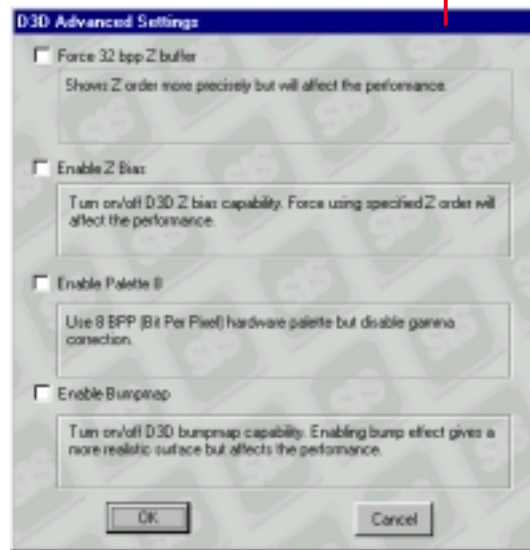 D3D Advanced Settings
Force 32 bpp Z buffer
Shows Z order more precisely but will affect the performance.
Enable Z Bias
Turn on/off D3D Z bias capability. Force using specified Z order will
affect the performance.
Enable Palette 8
Use 8 BPP (Bit Per Pixel) hardware palette but disable gamma
correction.
Enable Bumpmap
Turn on/off D3D bumpmap capability. Enabling bump effect gives a
more realistic surface but affects the performance.
OK
Cancel